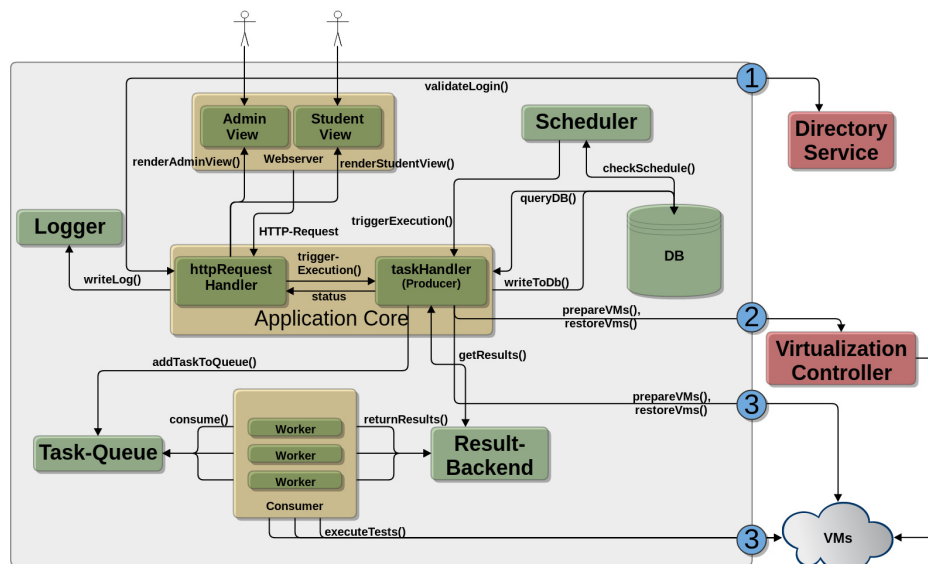 1
validateLogin()
Directory
Service
Admin
View
Student
View
Webserver
renderAdminView()
renderStudentView()
Scheduler
checkSchedule()
queryDB()
triggerExecution()
DB
Logger
HTTP-Request
writeLog()
httpRequest
Handler
trigger-
Execution()
status
taskHandler
(Producer)
writeToDb()
Application Core
prepareVMs(),
restoreVms()
2
Virtualization
Controller
addTaskToQueue()
getResults()
prepareVMs(),
restoreVms()
3
consume()
returnResults()
Worker
Worker
Worker
Consumer
Task-Queue
Result-
Backend
executeTests()
3
VMs